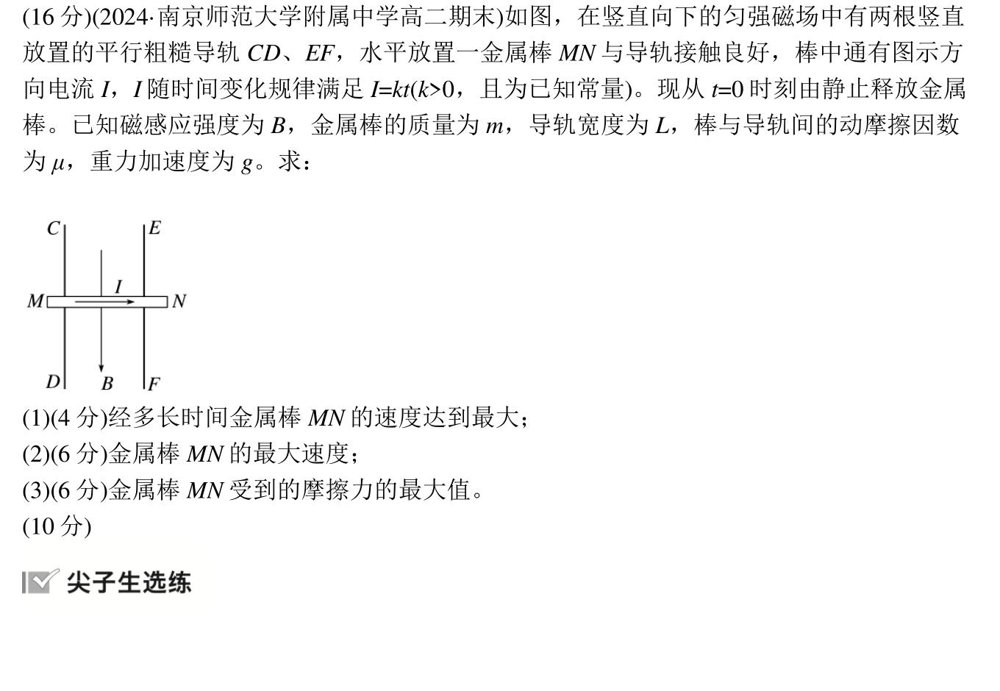 (16 分)(2024·南京师范大学附属中学高二期末)如图，在竖直向下的匀强磁场中有两根竖直
放置的平行粗糙导轨 CD、EF，水平放置一金属棒 MN 与导轨接触良好，棒中通有图示方
向电流 I，I 随时间变化规律满足 I=kt(k>0，且为已知常量)。现从 t=0 时刻由静止释放金属
棒。已知磁感应强度为 B，金属棒的质量为 m，导轨宽度为 L，棒与导轨间的动摩擦因数
为 μ，重力加速度为 g。求：
C E
I
M N
D B F
(1)(4 分)经多长时间金属棒 MN 的速度达到最大；
(2)(6 分)金属棒 MN 的最大速度；
(3)(6 分)金属棒 MN 受到的摩擦力的最大值。
(10 分)
尖子生选练